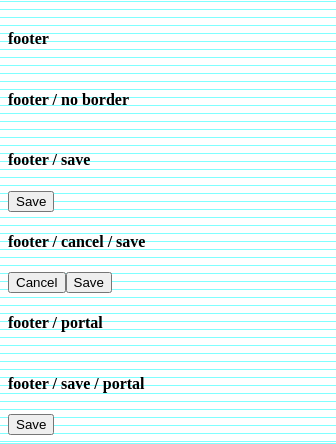 footer
footer / no border
footer / save
Save
footer / cancel / save
Cancel Save
footer / portal
footer / save / portal
Save